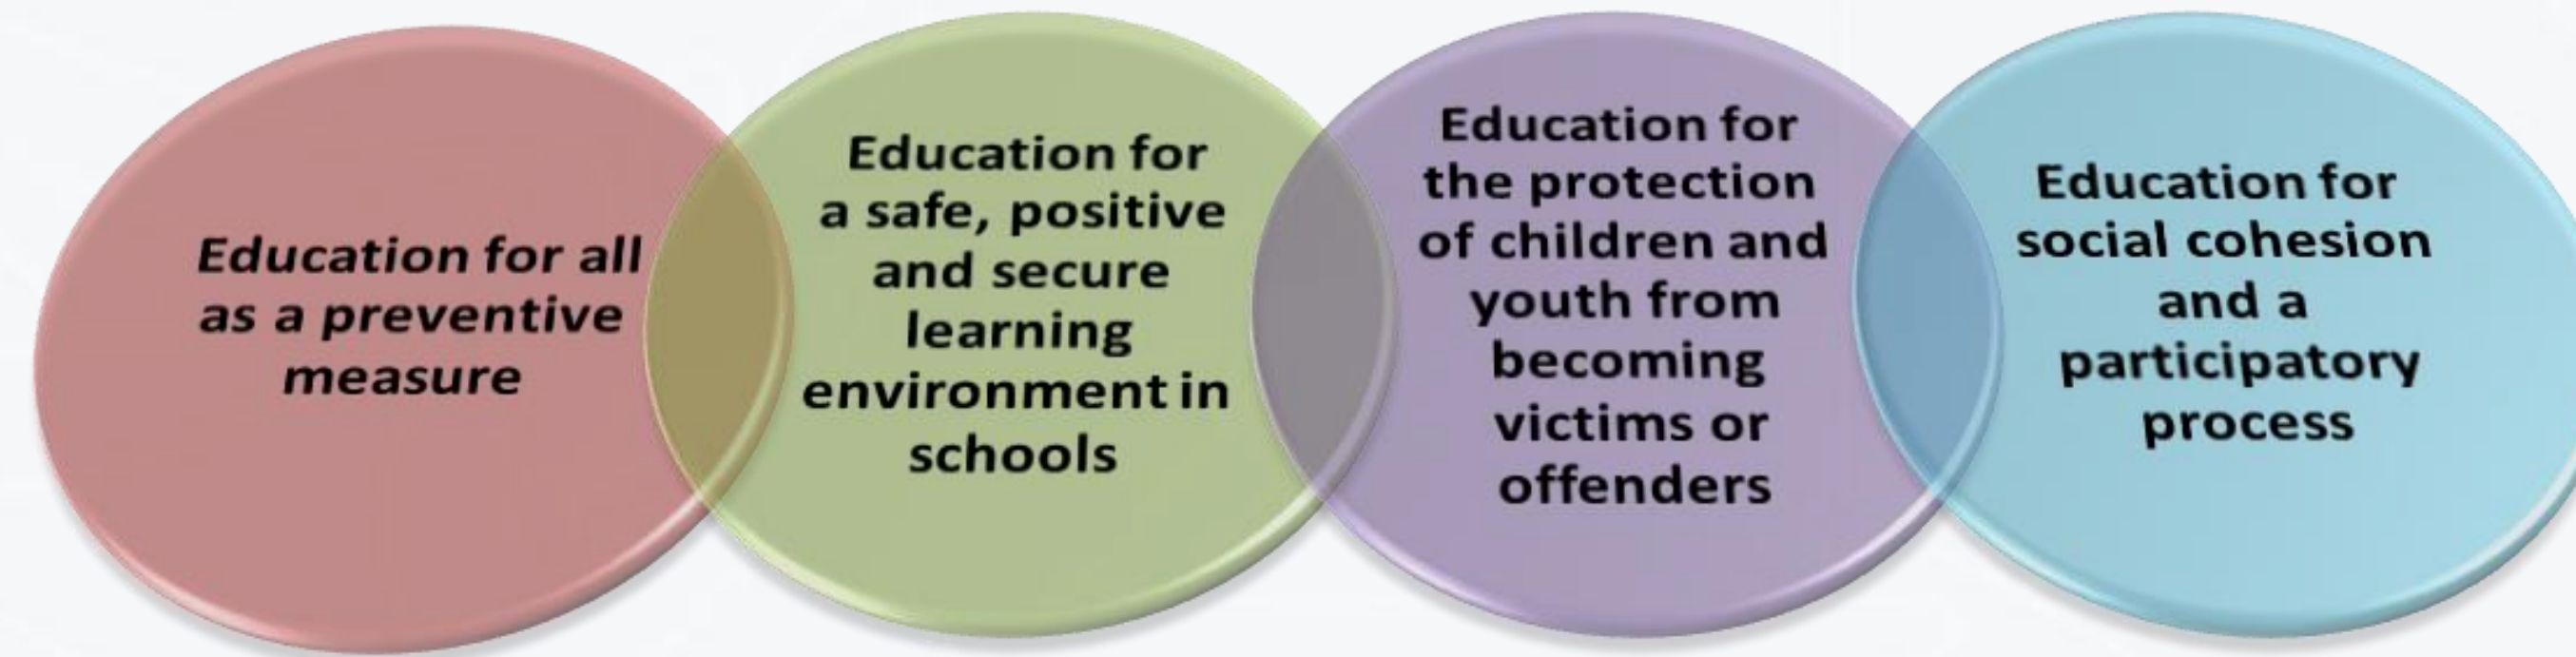 Education for all
as a preventive
measure
Education for
a safe, positive
and secure
learning
environment in
schools
Education for
the protection
of children and
youth from
becoming
victims or
offenders
Education for
social cohesion
and a
participatory
process